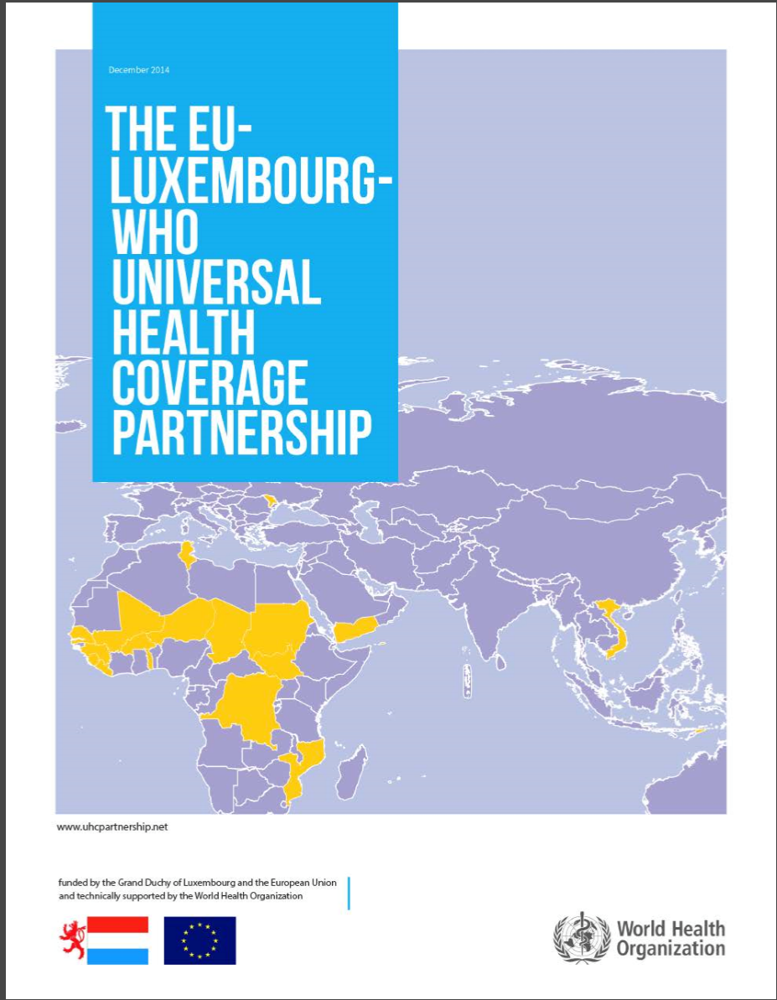 December 2014
THE EU-
LUXEMBOURG-
WHO
UNIVERSAL
HEALTH
COVERAGE
PARTNERSHIP
www.uhcpartnership.net
funded by the Grand Duchy of Luxembourg and the European Union
and technically supported by the World Health Organization
World Health
Organization